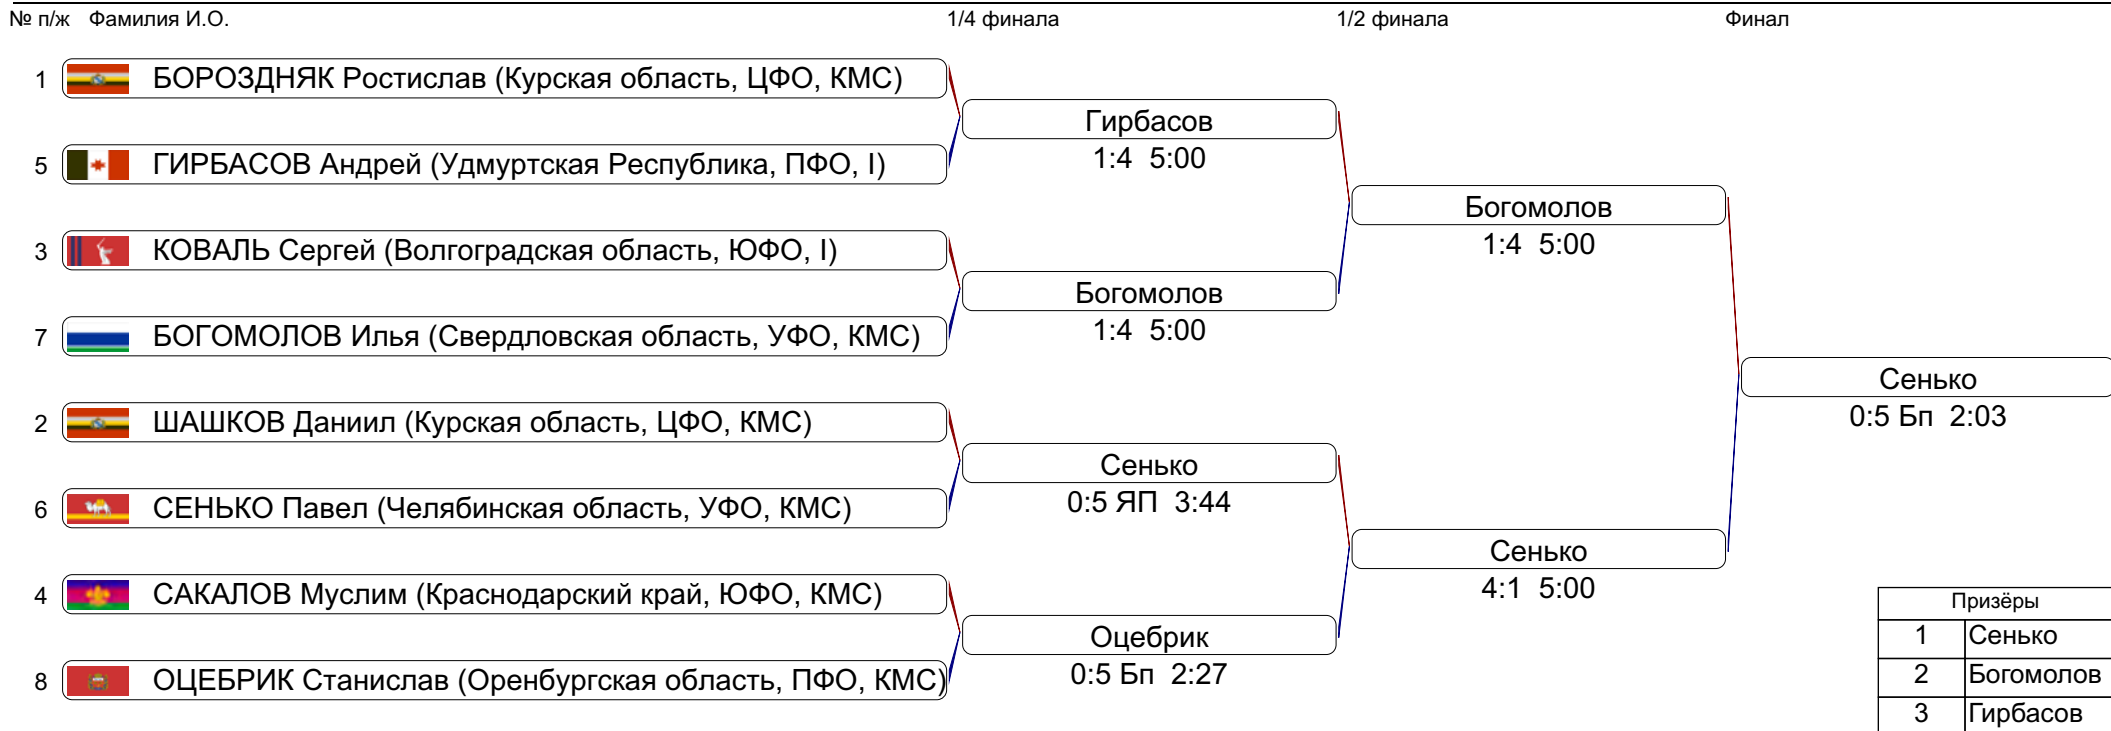 № п/ж Фамилия И.О. 1/4 финала 1/2 финала Финал
1 БОРОЗДНЯК Ростислав (Курская область, ЦФО, КМС)
Гирбасов
1:4 5:00
5 ГИРБАСОВ Андрей (Удмуртская Республика, ПФО, I)
Богомолов
1:4 5:00
3 КОВАЛЬ Сергей (Волгоградская область, ЮФО, I)
Богомолов
1:4 5:00
7 БОГОМОЛОВ Илья (Свердловская область, УФО, КМС)
Сенько
0:5 Бп 2:03
2 ШАШКОВ Даниил (Курская область, ЦФО, КМС)
Сенько
0:5 ЯП 3:44
6 СЕНЬКО Павел (Челябинская область, УФО, КМС)
Сенько
4:1 5:00
4 САКАЛОВ Муслим (Краснодарский край, ЮФО, КМС)
Оцебрик
0:5 Бп 2:27
8 ОЦЕБРИК Станислав (Оренбургская область, ПФО, КМС)
Призёры
1 Сенько
2 Богомолов
3 Гирбасов